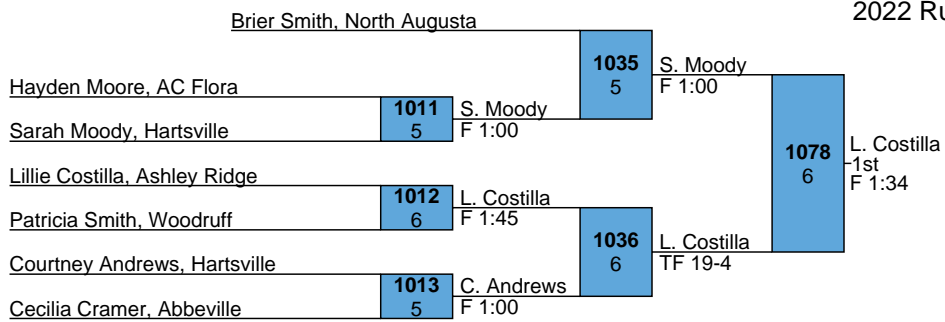 2022 Ru
Brier Smith, North Augusta
1035
5
S. Moody
F 1:00
Hayden Moore, AC Flora
1011
5
S. Moody
F 1:00
Sarah Moody, Hartsville
1078
6
L. Costilla
1st
F 1:34
Lillie Costilla, Ashley Ridge
1012
6
L. Costilla
F 1:45
Patricia Smith, Woodruff
1036
6
L. Costilla
TF 19-4
Courtney Andrews, Hartsville
1013
5
C. Andrews
F 1:00
Cecilia Cramer, Abbeville